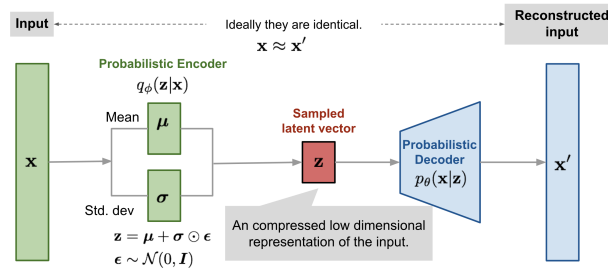 Input
Ideally they are identical.
x ≈ x′
Reconstructed
input
Probabilistic Encoder
qϕ(z|x)
Mean
μ
Sampled
latent vector
x
z
Probabilistic
Decoder
pθ(x|z)
x′
σ
Std. dev
z = μ + σ ⊙ ϵ
ϵ ∼ 𝒩(0, I)
An compressed low dimensional
representation of the input.